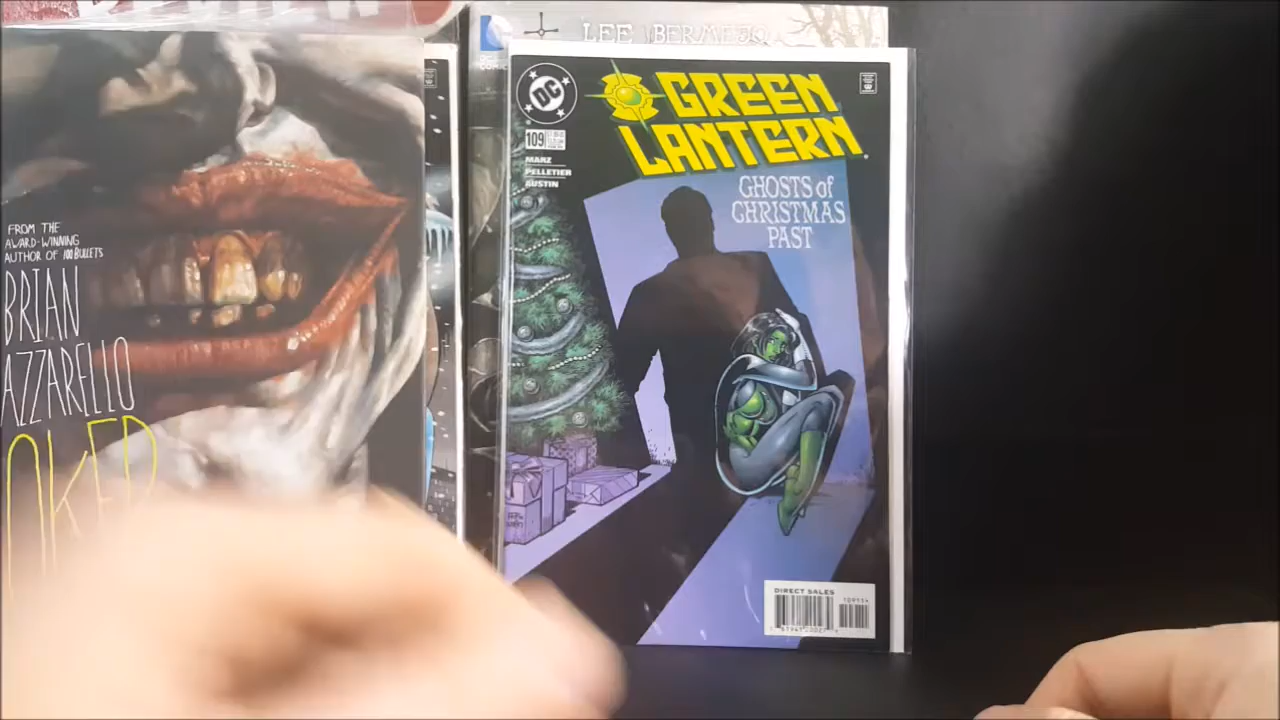 FROM THE
AWARD-WINNING
AUTHOR OF 100 BULLETS
BRIAN
AZZARELLO
OKER
LEE BERMEJO
DC
GREEN
LANTERN
109
MARZ
PELLETIER
AUSTIN
GHOSTS of
CHRISTMAS
PAST
DIRECT SALES